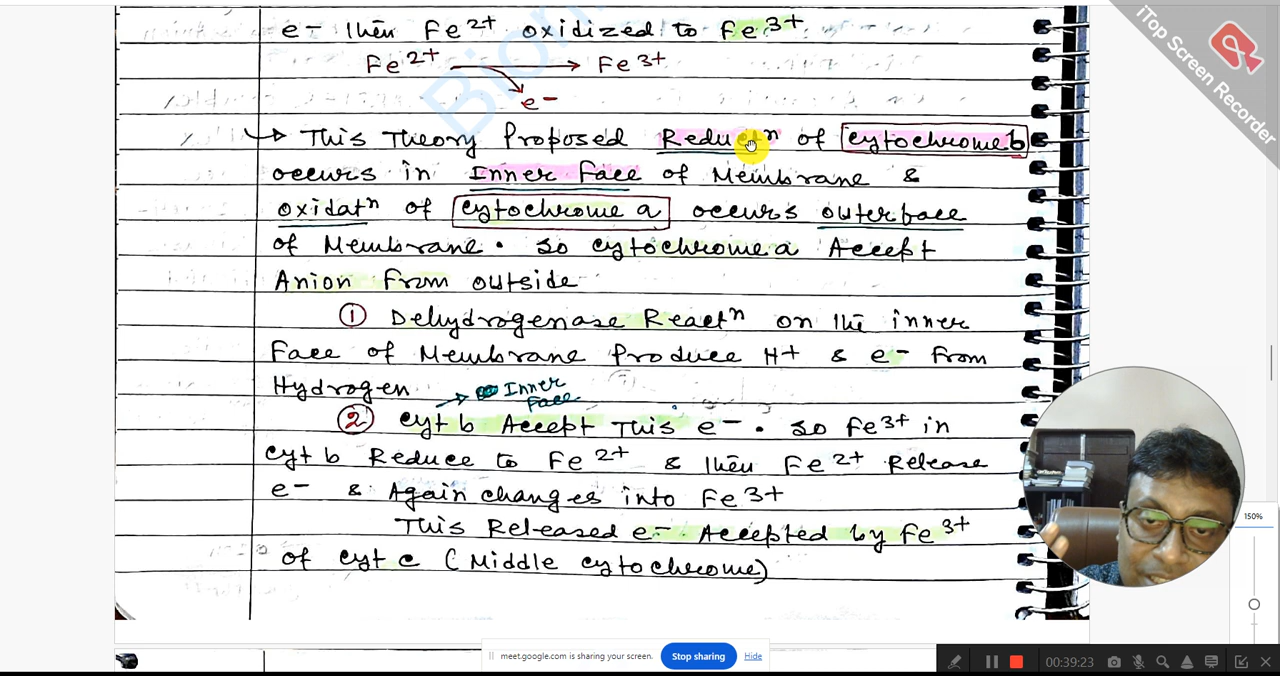 e- Then Fe2+ oxidized to Fe3+
Fe2+ → Fe3+
e-
↳ This Theory Proposed Reductn of cytochrome b
occurs in Inner Face of Membrane &
oxidatn of cytochrome a occurs outerface
of Membrane. so cytochrome a Accept
Anion From outside
① Dehydrogenase Reactn on the inner
Face of Membrane Produce H+ & e- From
Hydrogen → Inner Face
② Cyt b Accept This e-. so Fe3+ in
cyt b Reduce to Fe2+ & then Fe2+ Release
e- & Again changes into Fe3+
This Released e- Accepted by Fe3+
of cyt c (Middle cytochrome)
iTop Screen Recorder
150%
meet.google.com is sharing your screen. Stop sharing Hide
00:39:23